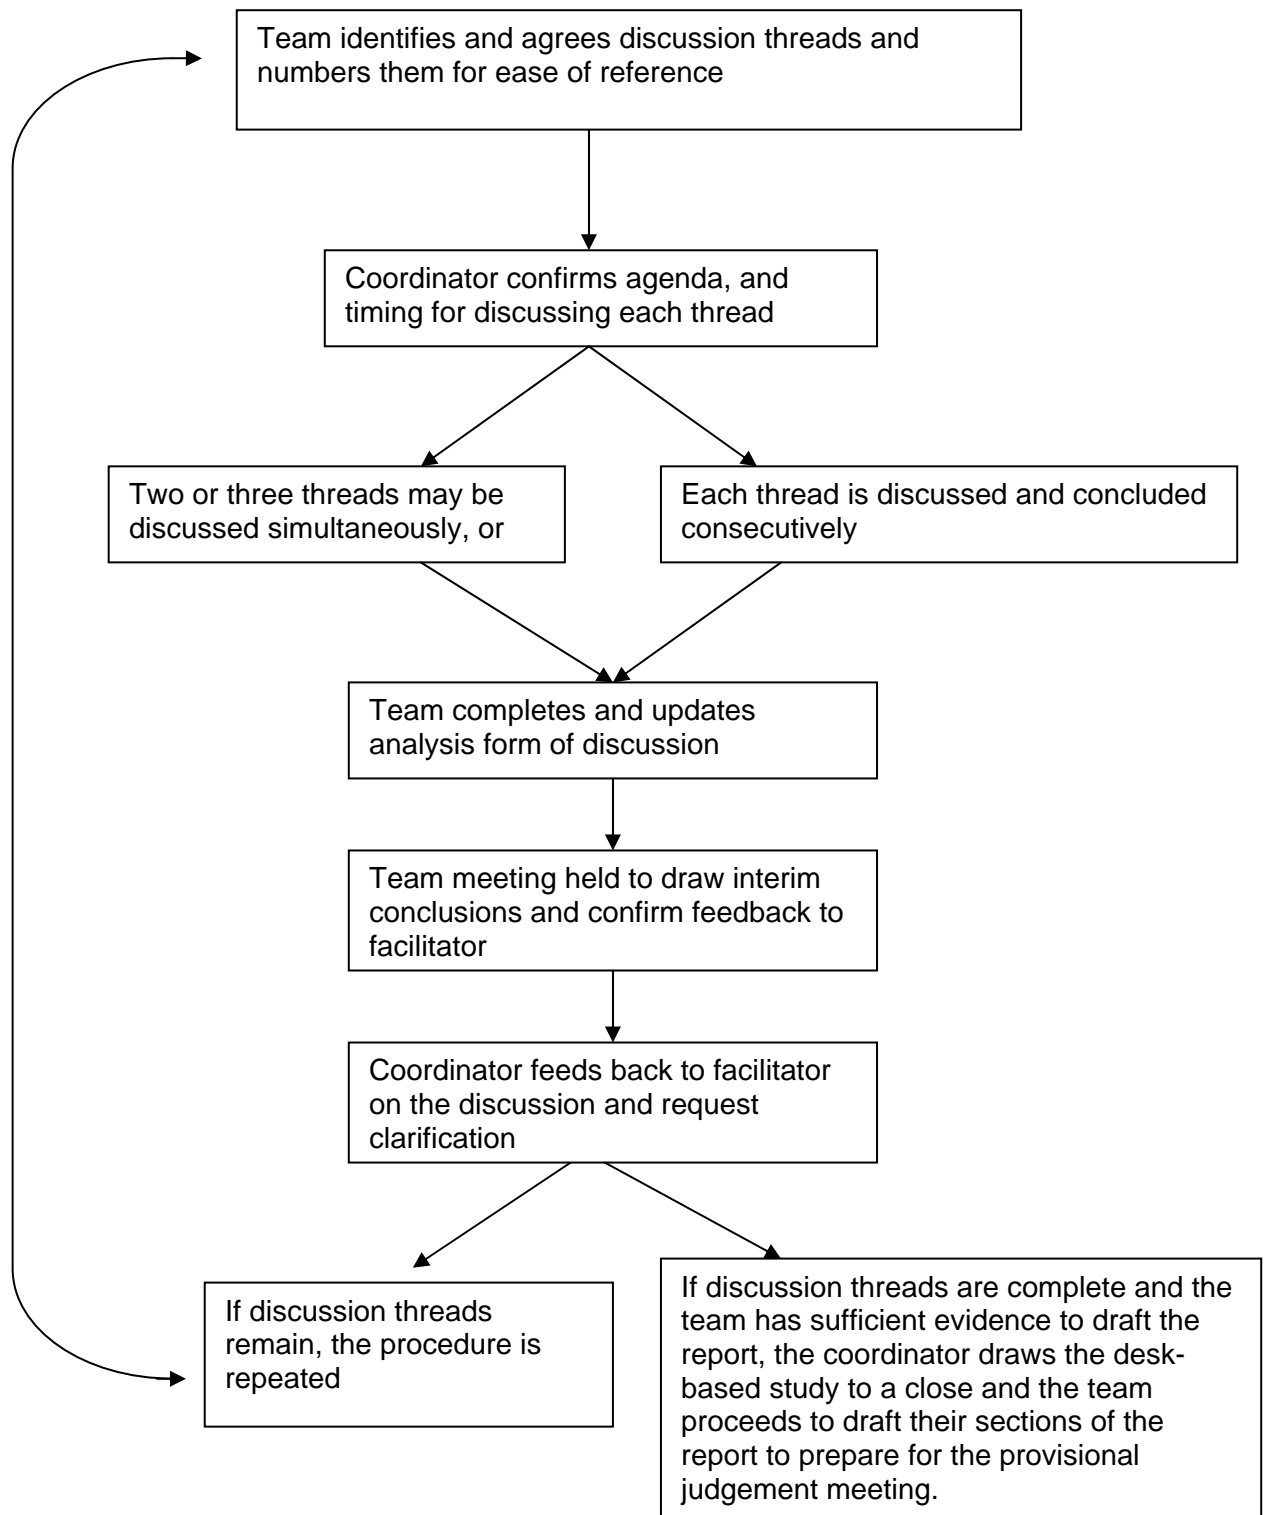 Team identifies and agrees discussion threads and
numbers them for ease of reference
Coordinator confirms agenda, and
timing for discussing each thread
Two or three threads may be
discussed simultaneously, or
Each thread is discussed and concluded
consecutively
Team completes and updates
analysis form of discussion
Team meeting held to draw interim
conclusions and confirm feedback to
facilitator
Coordinator feeds back to facilitator
on the discussion and request
clarification
If discussion threads
remain, the procedure is
repeated
If discussion threads are complete and the
team has sufficient evidence to draft the
report, the coordinator draws the desk-
based study to a close and the team
proceeds to draft their sections of the
report to prepare for the provisional
judgement meeting.